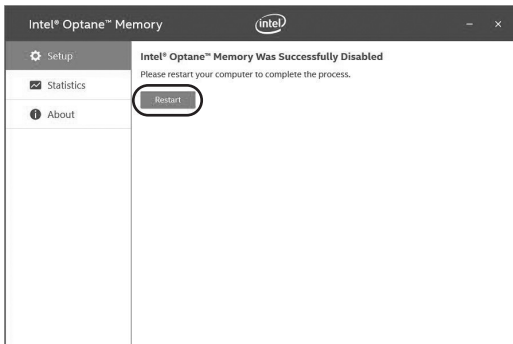 Intel® Optane™ Memory
intel
Setup
Statistics
About
Intel® Optane™ Memory Was Successfully Disabled
Please restart your computer to complete the process.
Restart